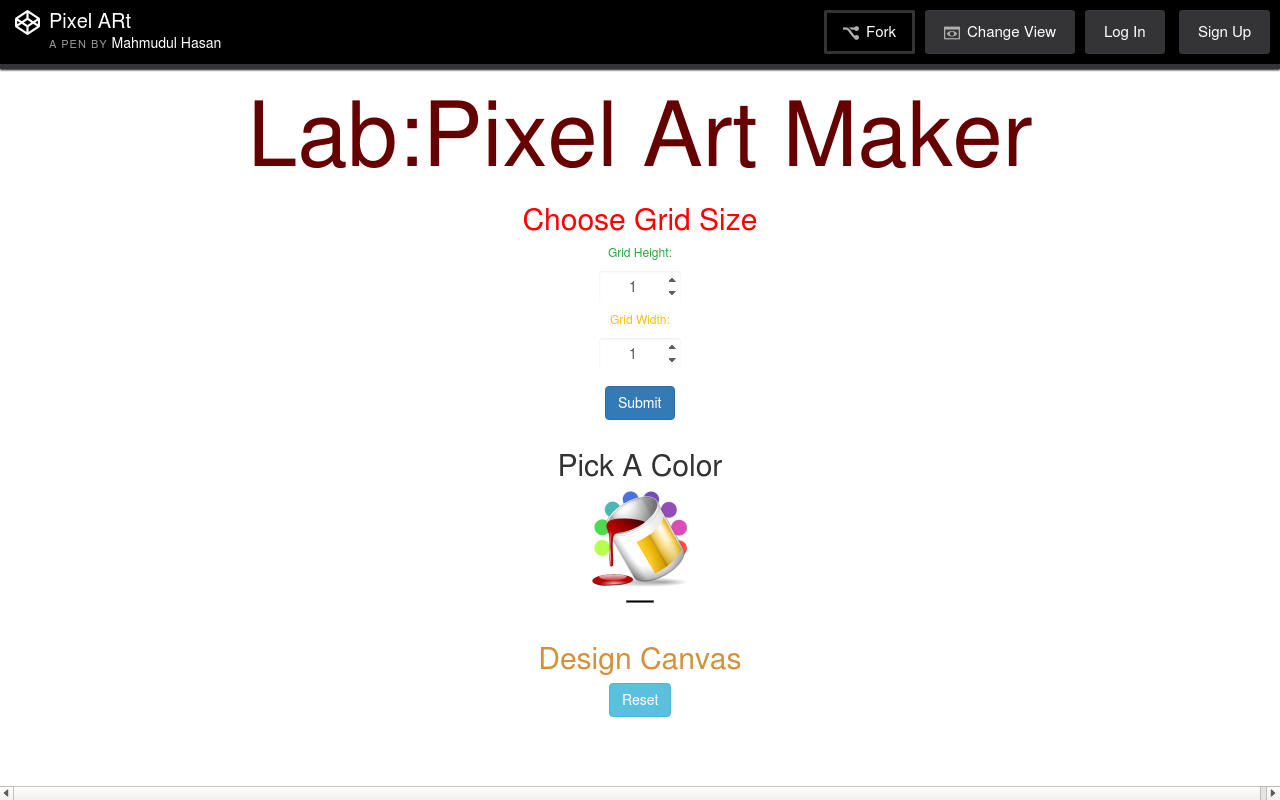 Pixel ARt
A PEN BY Mahmudul Hasan
Fork
Change View
Log In
Sign Up
Lab:Pixel Art Maker
Choose Grid Size
Grid Height:
1
Grid Width:
1
Submit
Pick A Color
Design Canvas
Reset